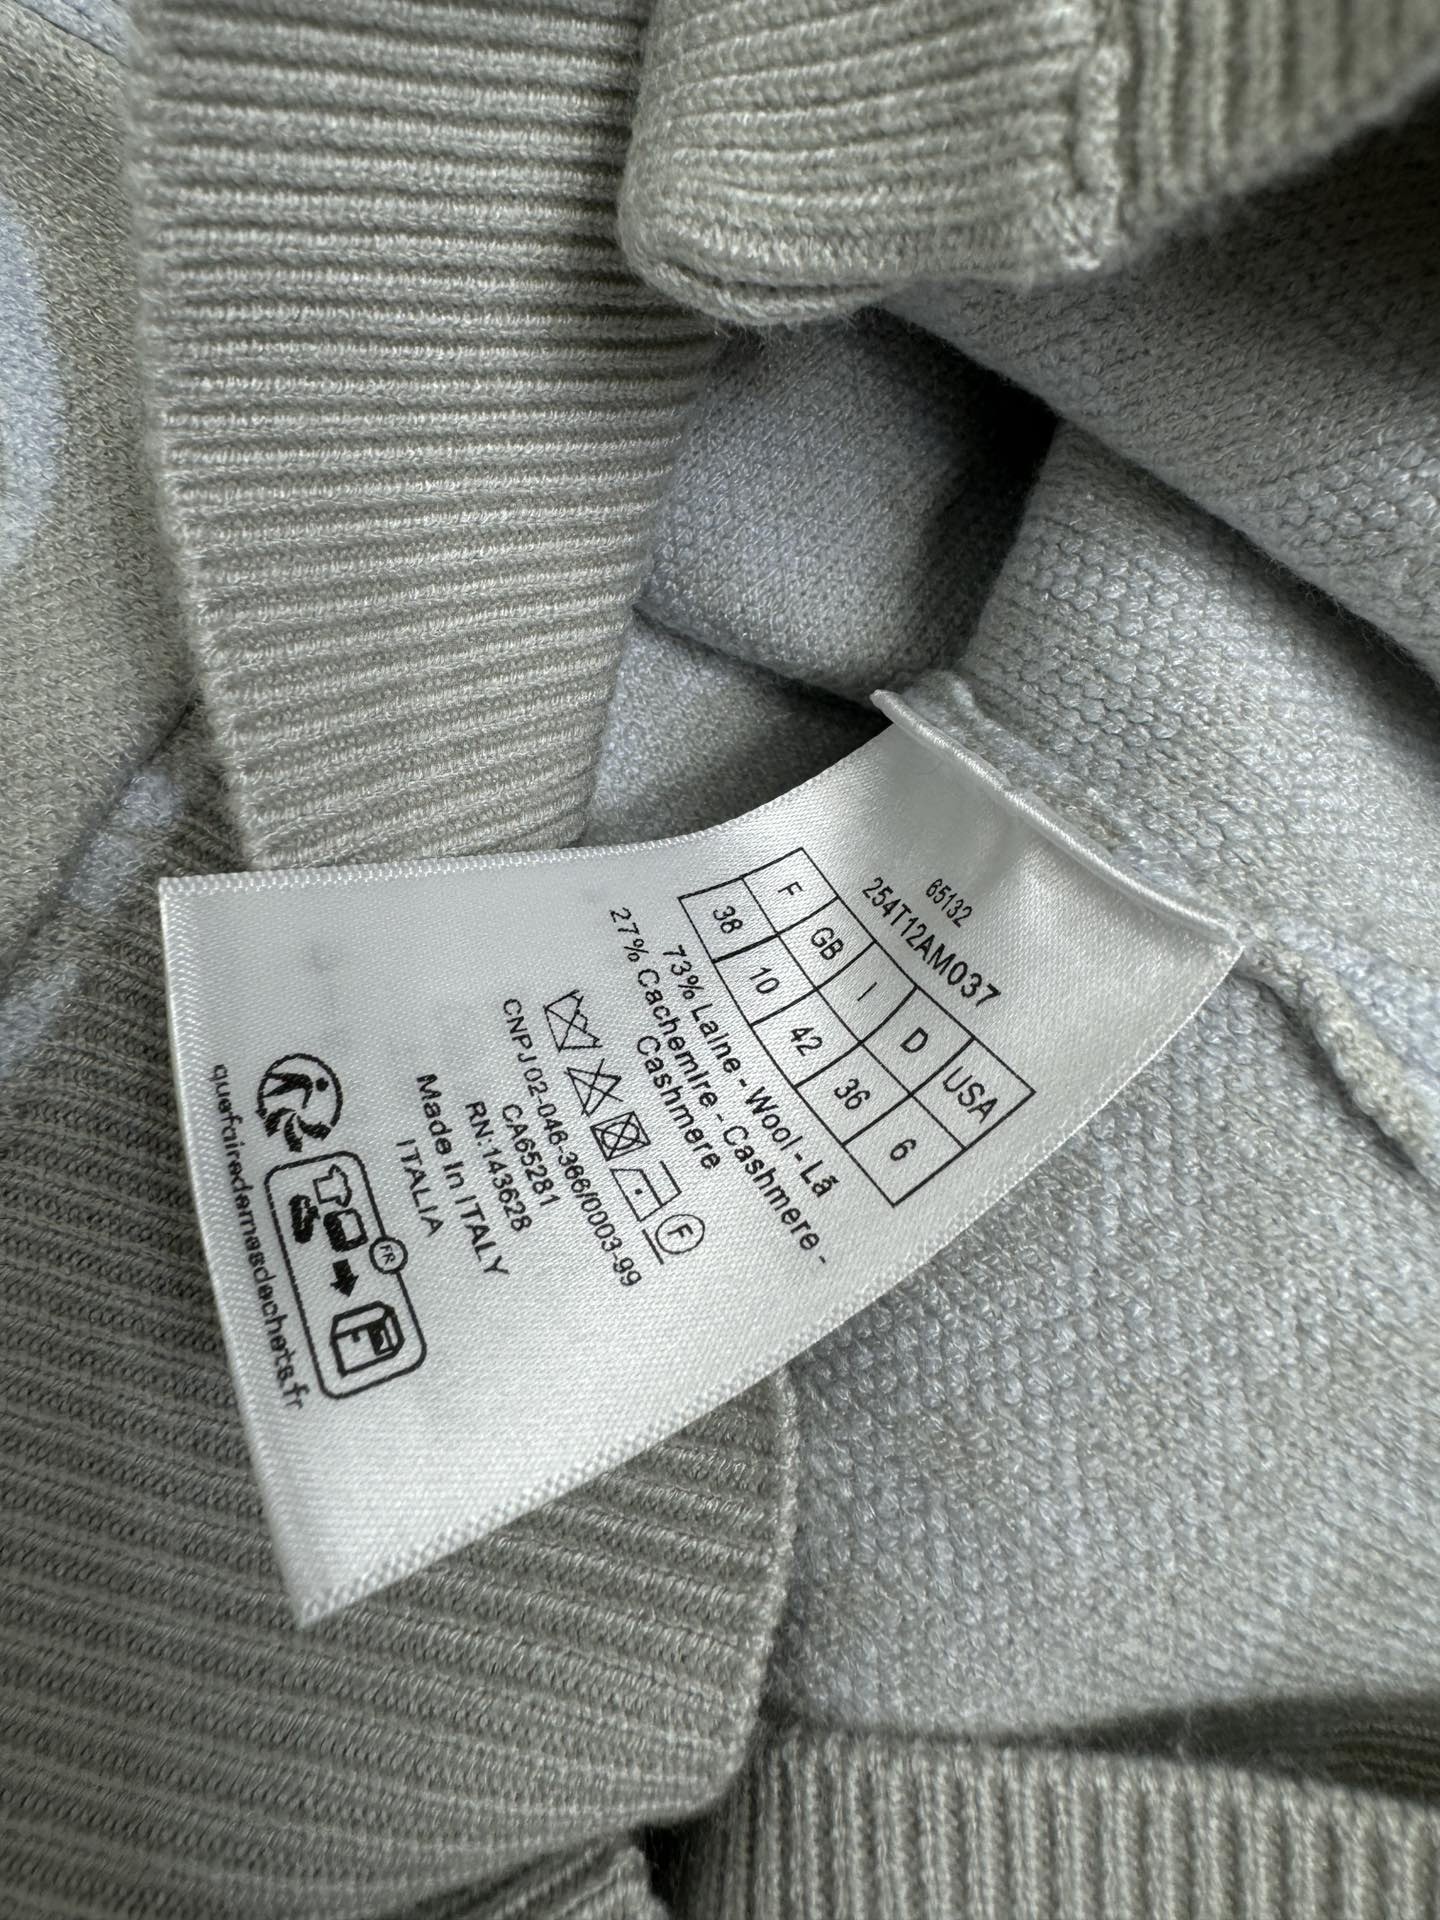 65132
254T12AM037
F GB I D USA
38 10 42 36 6
73% Laine - Wool - Lã
27% Cachemire - Cashmere -
Cashmere
F
CNPJ 02-046-366/0003-99
CA65281
RN:143628
Made In ITALY
ITALIA
FR
quefairedemesdechets.fr